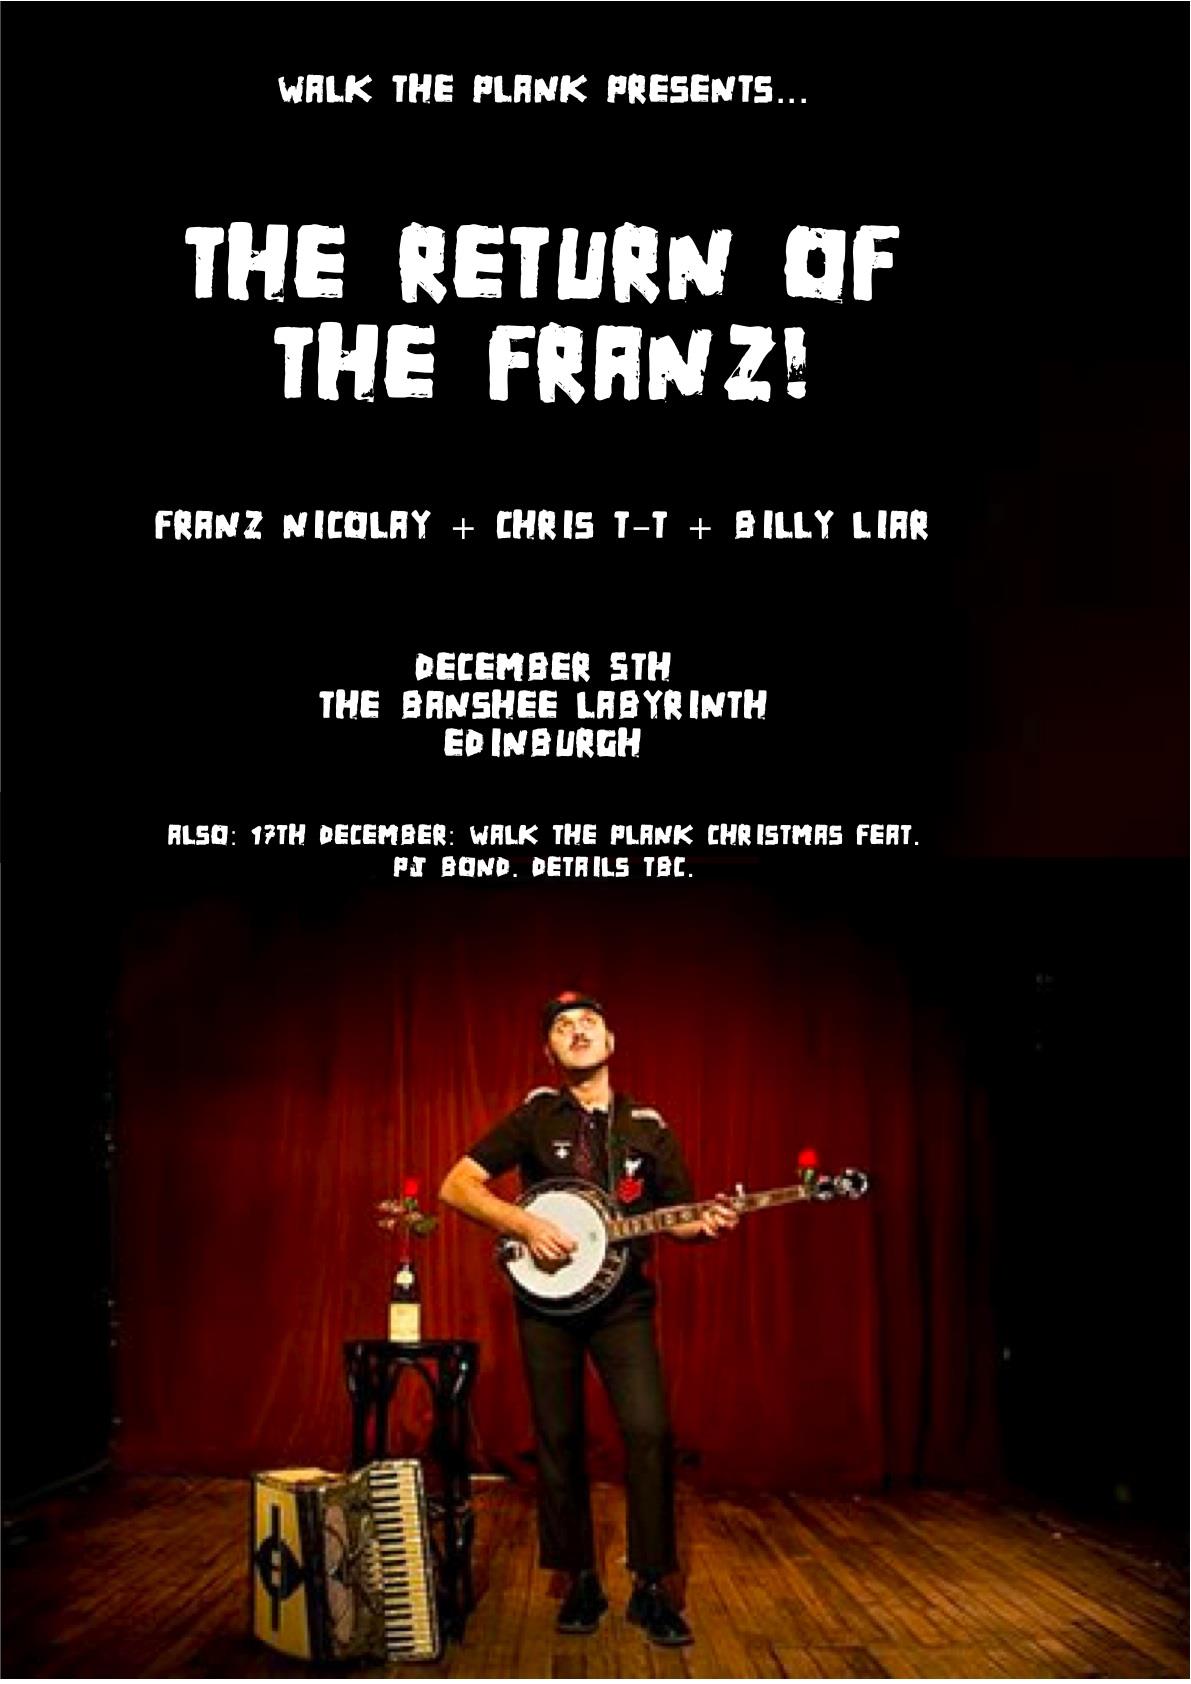 WALK THE PLANK PRESENTS...
THE RETURN OF
THE FRANZ!
FRANZ NICOLAY + CHRIS T-T + BILLY LIAR
DECEMBER 5TH
THE BANSHEE LABYRINTH
EDINBURGH
ALSO: 17TH DECEMBER: WALK THE PLANK CHRISTMAS FEAT.
PJ BOND. DETAILS TBC.